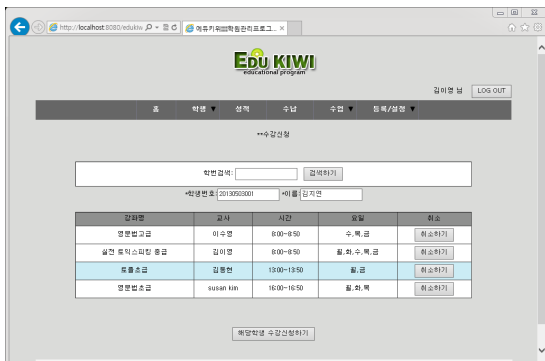 http://localhost:8080/edukiw
에듀키위::학원관리프로그...
EDU KIWI
educational program
김미영 님 LOG OUT
홈 학생 ▼ 성적 수납 수업 ▼ 등록/설정 ▼
**수강신청
학번검색: 검색하기
*학생번호: 20130503001 *이름: 김지연
강좌명 교사 시간 요일 취소
영문법고급 이수영 8:00~8:50 수,목,금 취소하기
실전 토익스피킹 중급 김미영 8:00~8:50 월,화,수,목,금 취소하기
토플초급 김동현 13:00~13:50 월,금 취소하기
영문법초급 susan kim 16:00~16:50 월,화,목 취소하기
해당학생 수강신청하기